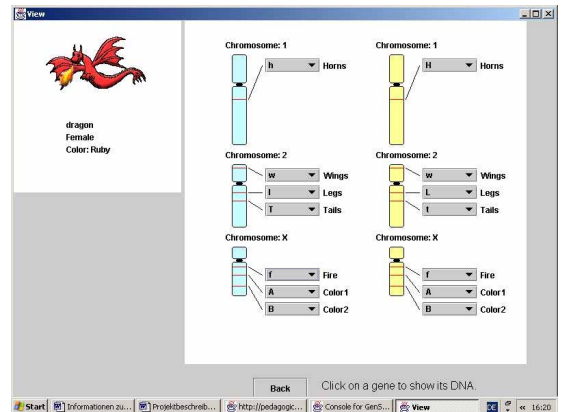 View
Chromosome: 1 Chromosome: 1
h Horns H Horns
dragon
Female
Color: Ruby
Chromosome: 2 Chromosome: 2
w Wings w Wings
l Legs L Legs
T Tails t Tails
Chromosome: X Chromosome: X
f Fire f Fire
A Color1 A Color1
B Color2 B Color2
Back Click on a gene to show its DNA.
Start Informationen zu... Projektbeschreib... http://pedagogic... Console for GenS... View DE « 16:20